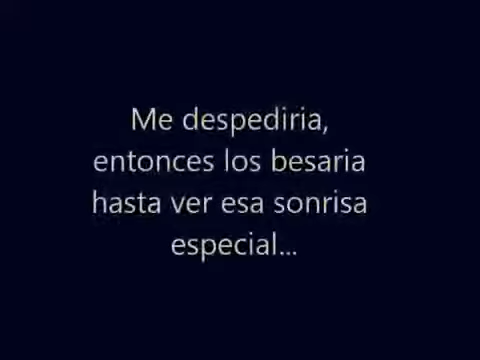 Me despediria,
entonces los besaria
hasta ver esa sonrisa
especial...